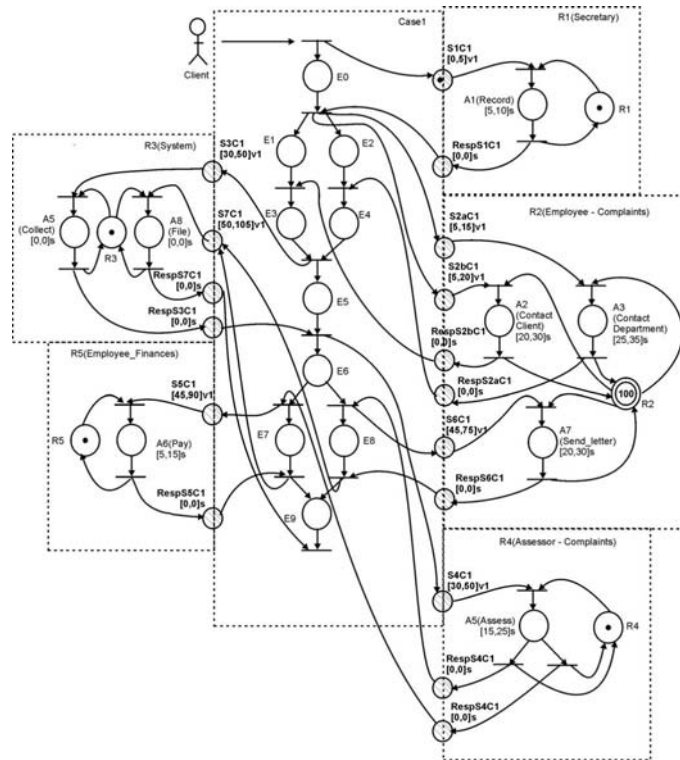 Case1
R1(Secretary)
Client
S1C1
[0,5]v1
E0
A1(Record)
[5,10]s
R1
RespS1C1
[0,0]s
E1
E2
R3(System)
S3C1
[30,50]v1
A5
(Collect)
[0,0]s
R3
A8
(File)
[0,0]s
S7C1
[50,105]v1
RespS7C1
[0,0]s
RespS3C1
[0,0]s
E3
E4
E5
R2(Employee - Complaints)
S2aC1
[5,15]v1
S2bC1
[5,20]v1
A2
(Contact
Client)
[20,30]s
A3
(Contact
Department)
[25,35]s
RespS2bC1
[0,0]s
RespS2aC1
[0,0]s
100
R2
R5(Employee_Finances)
S5C1
[45,90]v1
R5
A6(Pay)
[5,15]s
RespS5C1
[0,0]s
E6
E7
E8
E9
S6C1
[45,75]v1
A7
(Send_letter)
[20,30]s
RespS6C1
[0,0]s
R4(Assessor - Complaints)
S4C1
[30,50]v1
A5(Assess)
[15,25]s
R4
RespS4C1
[0,0]s
RespS4C1
[0,0]s